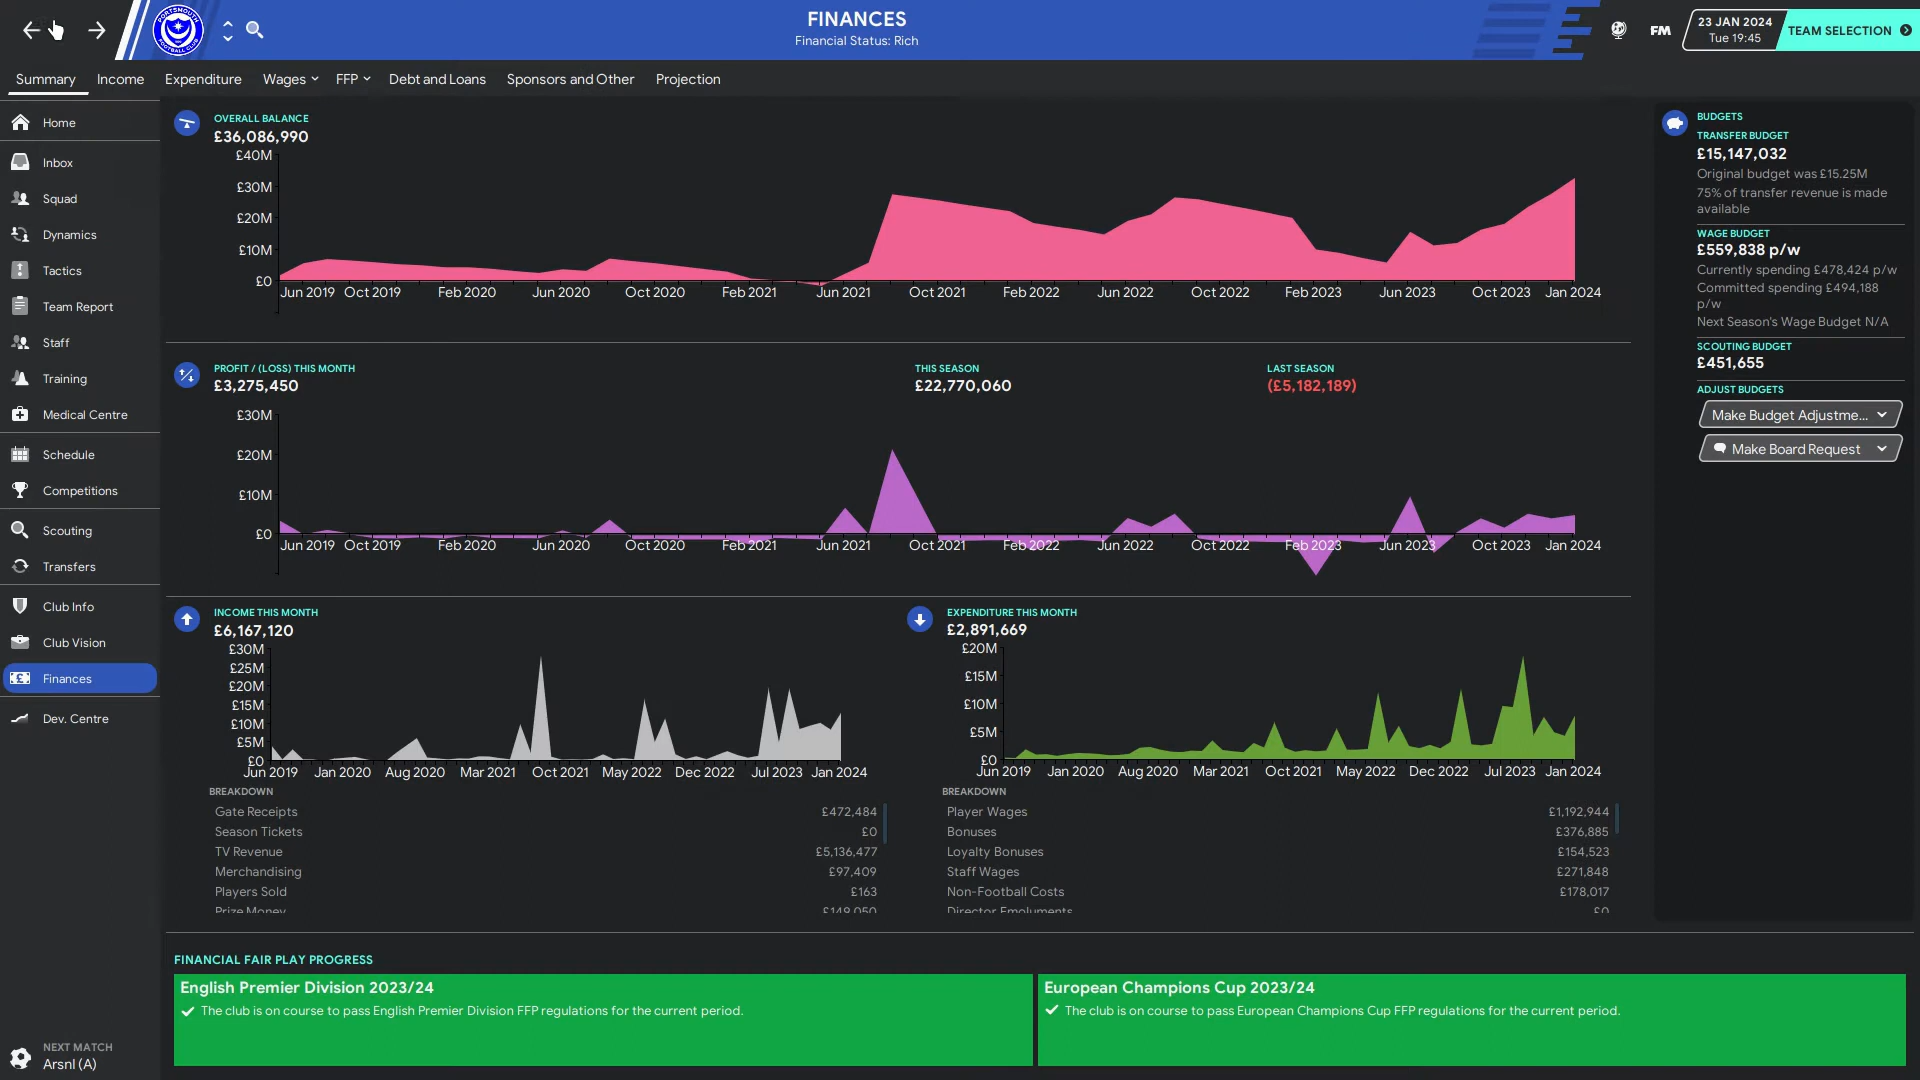 FINANCES
Financial Status: Rich
FM
23 JAN 2024
Tue 19:45
TEAM SELECTION
PORTSMOUTH
FOOTBALL CLUB
Summary Income Expenditure Wages FFP Debt and Loans Sponsors and Other Projection
Home
Inbox
Squad
Dynamics
Tactics
Team Report
Staff
Training
Medical Centre
Schedule
Competitions
Scouting
Transfers
Club Info
Club Vision
Finances
Dev. Centre
NEXT MATCH
Arsnl (A)
OVERALL BALANCE
£36,086,990
£40M
£30M
£20M
£10M
£0
Jun 2019 Oct 2019 Feb 2020 Jun 2020 Oct 2020 Feb 2021 Jun 2021 Oct 2021 Feb 2022 Jun 2022 Oct 2022 Feb 2023 Jun 2023 Oct 2023 Jan 2024
PROFIT / (LOSS) THIS MONTH
£3,275,450
THIS SEASON
£22,770,060
LAST SEASON
(£5,182,189)
£30M
£20M
£10M
£0
Jun 2019 Oct 2019 Feb 2020 Jun 2020 Oct 2020 Feb 2021 Jun 2021 Oct 2021 Feb 2022 Jun 2022 Oct 2022 Feb 2023 Jun 2023 Oct 2023 Jan 2024
INCOME THIS MONTH
£6,167,120
£30M
£25M
£20M
£15M
£10M
£5M
£0
Jun 2019 Jan 2020 Aug 2020 Mar 2021 Oct 2021 May 2022 Dec 2022 Jul 2023 Jan 2024
BREAKDOWN
Gate Receipts £472,484
Season Tickets £0
TV Revenue £5,136,477
Merchandising £97,409
Players Sold £163
Prize Money £149,050
EXPENDITURE THIS MONTH
£2,891,669
£20M
£15M
£10M
£5M
£0
Jun 2019 Jan 2020 Aug 2020 Mar 2021 Oct 2021 May 2022 Dec 2022 Jul 2023 Jan 2024
BREAKDOWN
Player Wages £1,192,944
Bonuses £376,885
Loyalty Bonuses £154,523
Staff Wages £271,848
Non-Football Costs £178,017
Director Emoluments £0
BUDGETS
TRANSFER BUDGET
£15,147,032
Original budget was £15.25M
75% of transfer revenue is made
available
WAGE BUDGET
£559,838 p/w
Currently spending £478,424 p/w
Committed spending £494,188
p/w
Next Season's Wage Budget N/A
SCOUTING BUDGET
£451,655
ADJUST BUDGETS
Make Budget Adjustme...
Make Board Request
FINANCIAL FAIR PLAY PROGRESS
English Premier Division 2023/24
The club is on course to pass English Premier Division FFP regulations for the current period.
European Champions Cup 2023/24
The club is on course to pass European Champions Cup FFP regulations for the current period.